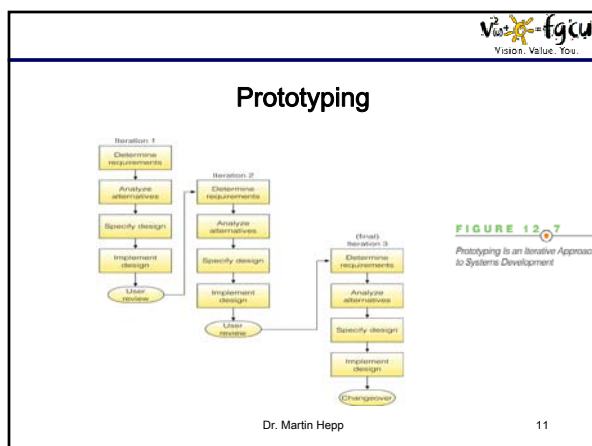 fgcu
Vision. Value. You.
Prototyping
Iteration 1
Determine
requirements
Analyze
alternatives
Specify design
Implement
design
User
review
Iteration 2
Determine
requirements
Analyze
alternatives
Specify design
Implement
design
User
review
(final)
Iteration 3
Determine
requirements
Analyze
alternatives
Specify design
Implement
design
Changeover
FIGURE 12 7
Prototyping Is an Iterative Approac
to Systems Development
Dr. Martin Hepp
11